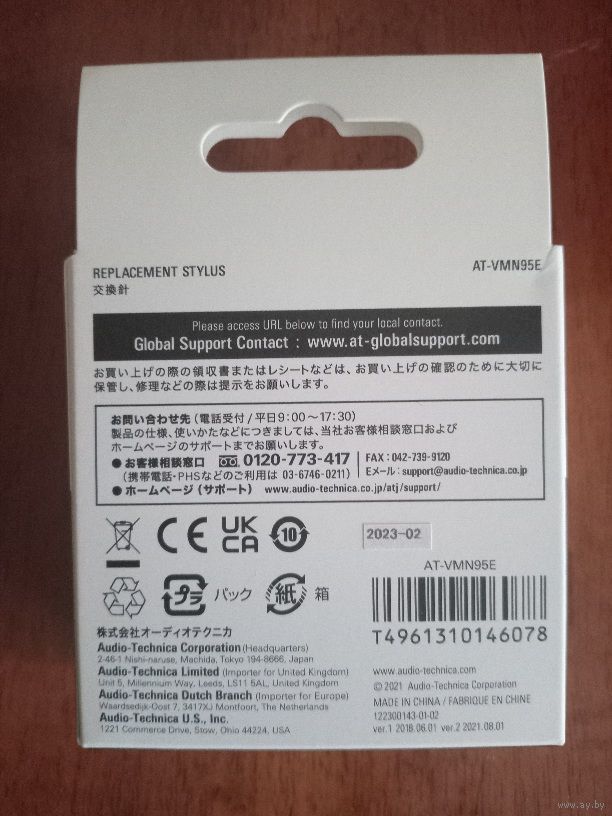 REPLACEMENT STYLUS
AT-VMN95E
交換針
Please access URL below to find your local contact.
Global Support Contact : www.at-globalsupport.com
お買い上げの際の領収書またはレシートなどは、お買い上げの確認のために大切に
保管し、修理などの際は提示をお願いします。
お問い合わせ先（電話受付/平日9:00〜17:30）
製品の仕様、使いかたなどにつきましては、当社お客様相談窓口および
ホームページのサポートまでお願いします。
●お客様相談窓口 0120-773-417
（携帯電話・PHSなどのご利用は 03-6746-0211）
FAX：042-739-9120
Eメール：support@audio-technica.co.jp
●ホームページ（サポート） www.audio-technica.co.jp/atj/support/
CE UK CA 10
2023-02
プラ パック 紙 箱
AT-VMN95E
T4961310146078
株式会社オーディオテクニカ
Audio-Technica Corporation (Headquarters)
2-46-1 Nishi-naruse, Machida, Tokyo 194-8666, Japan
Audio-Technica Limited (Importer for United Kingdom)
Unit 5, Millennium Way, Leeds, LS11 5AL, United Kingdom
Audio-Technica Dutch Branch (Importer for Europe)
Waardsedijk-Oost 7, 3417XJ Montfoort, The Netherlands
Audio-Technica U.S., Inc.
1221 Commerce Drive, Stow, Ohio 44224, USA
www.audio-technica.com
© 2021 Audio-Technica Corporation
MADE IN CHINA / FABRIQUE EN CHINE
122300143-01-02
ver.1 2018.06.01 ver.2 2021.08.01
www.ay.by